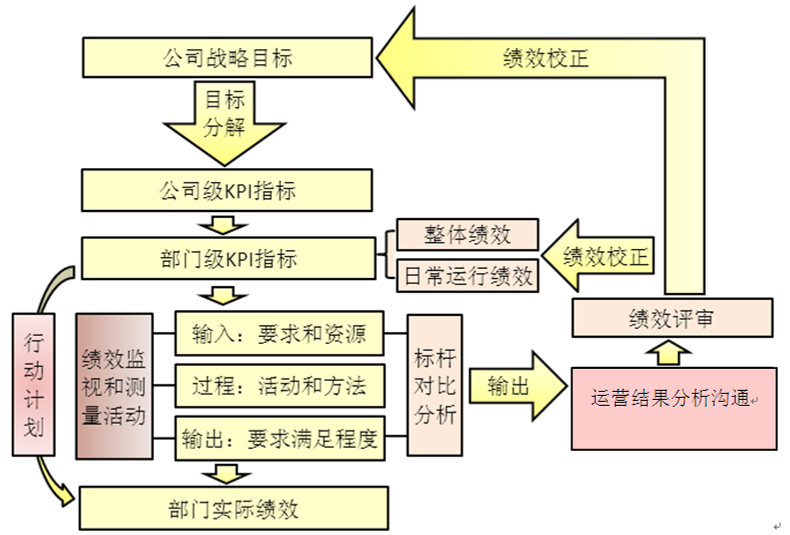 公司战略目标
绩效校正
目标
分解
公司级KPI指标
部门级KPI指标
整体绩效
日常运行绩效
绩效校正
绩效评审
行
动
计
划
绩效监
视和测
量活动
输入：要求和资源
过程：活动和方法
输出：要求满足程度
标杆
对比
分析
输出
运营结果分析沟通
部门实际绩效